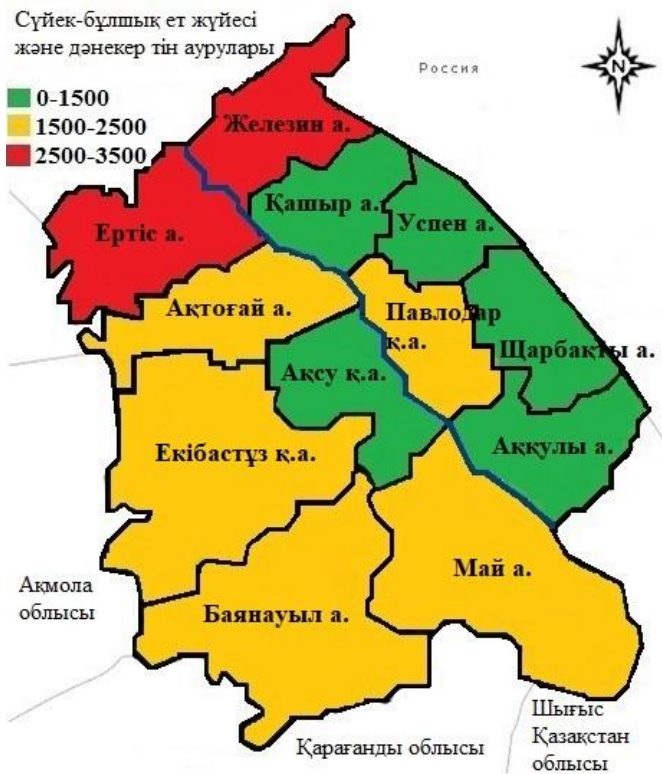 Сүйек-бұлшық ет жүйесі
және дәнекер тін аурулары
Россия
N
0-1500
1500-2500
2500-3500
Железин а.
Қашыр а.
Успен а.
Ертіс а.
Ақтоғай а.
Павлодар
қ.а.
Щарбақты а.
Ақсу қ.а.
Екібастұз қ.а.
Аққулы а.
Май а.
Ақмола
облысы
Баянауыл а.
Шығыс
Қазақстан
облысы
Қарағанды облысы